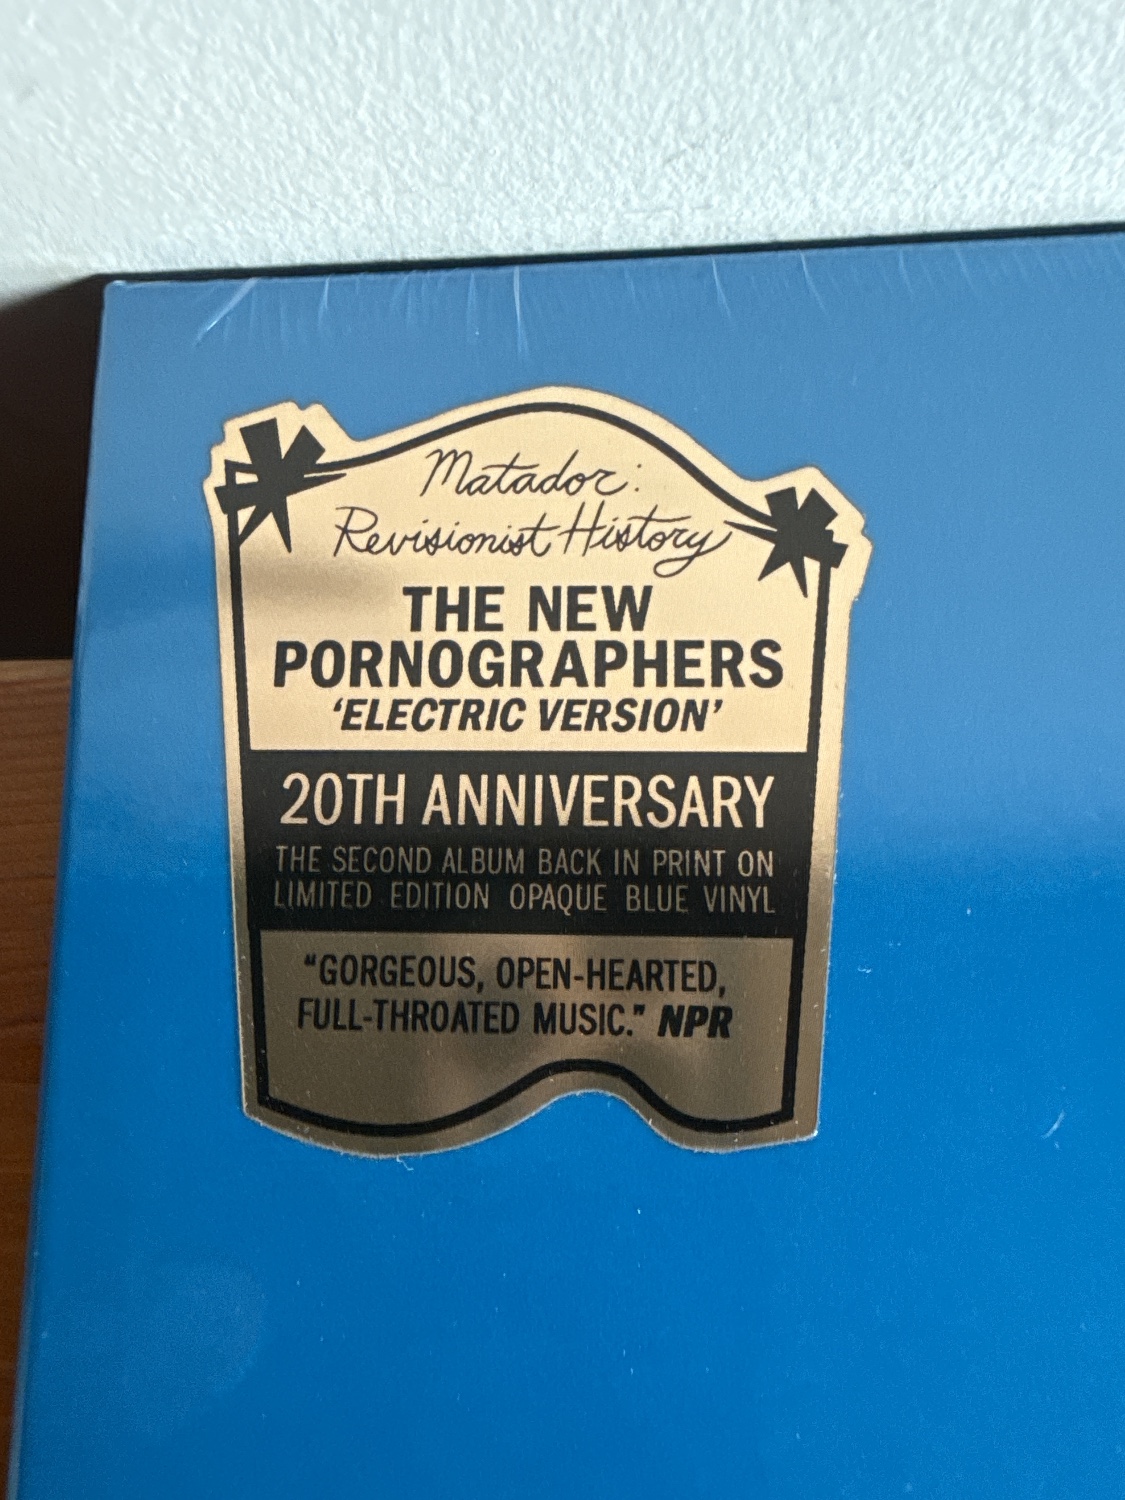 Matador:
Revisionist History
THE NEW
PORNOGRAPHERS
‘ELECTRIC VERSION’
20TH ANNIVERSARY
THE SECOND ALBUM BACK IN PRINT ON
LIMITED EDITION OPAQUE BLUE VINYL
“GORGEOUS, OPEN-HEARTED,
FULL-THROATED MUSIC.” NPR